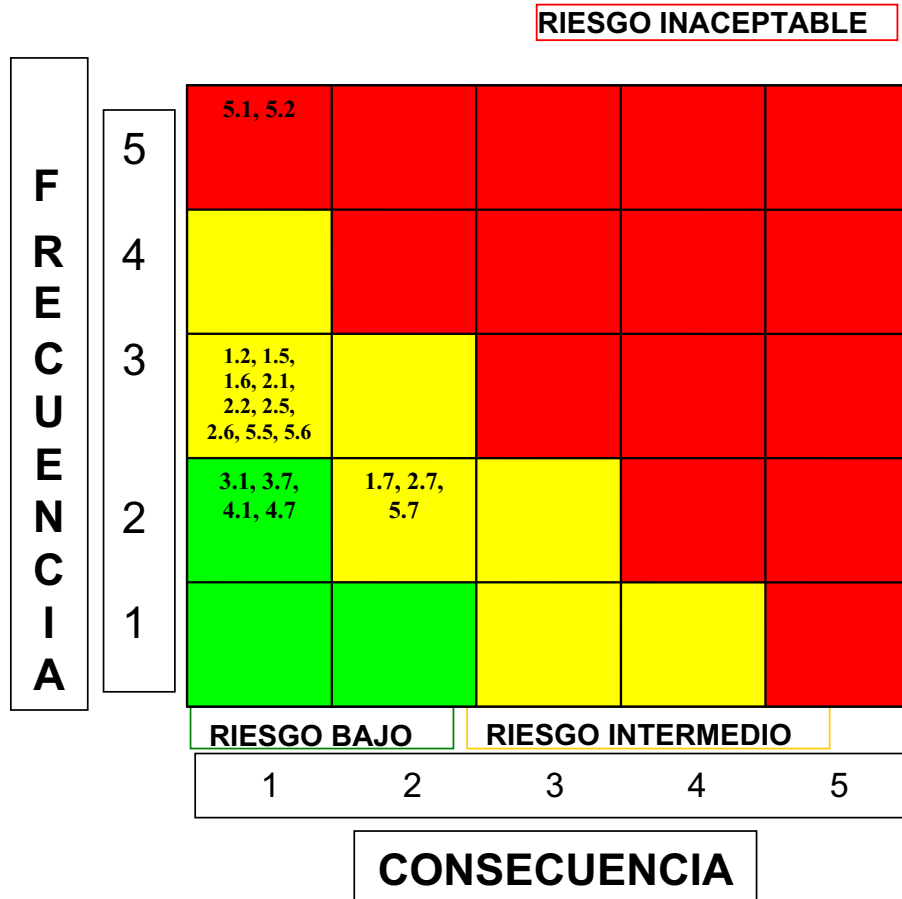 RIESGO INACEPTABLE
F
R
E
C
U
E
N
C
I
A
5
5.1, 5.2
4
3
1.2, 1.5,
1.6, 2.1,
2.2, 2.5,
2.6, 5.5, 5.6
2
3.1, 3.7,
4.1, 4.7
1.7, 2.7,
5.7
1
RIESGO BAJO
RIESGO INTERMEDIO
1 2 3 4 5
CONSECUENCIA